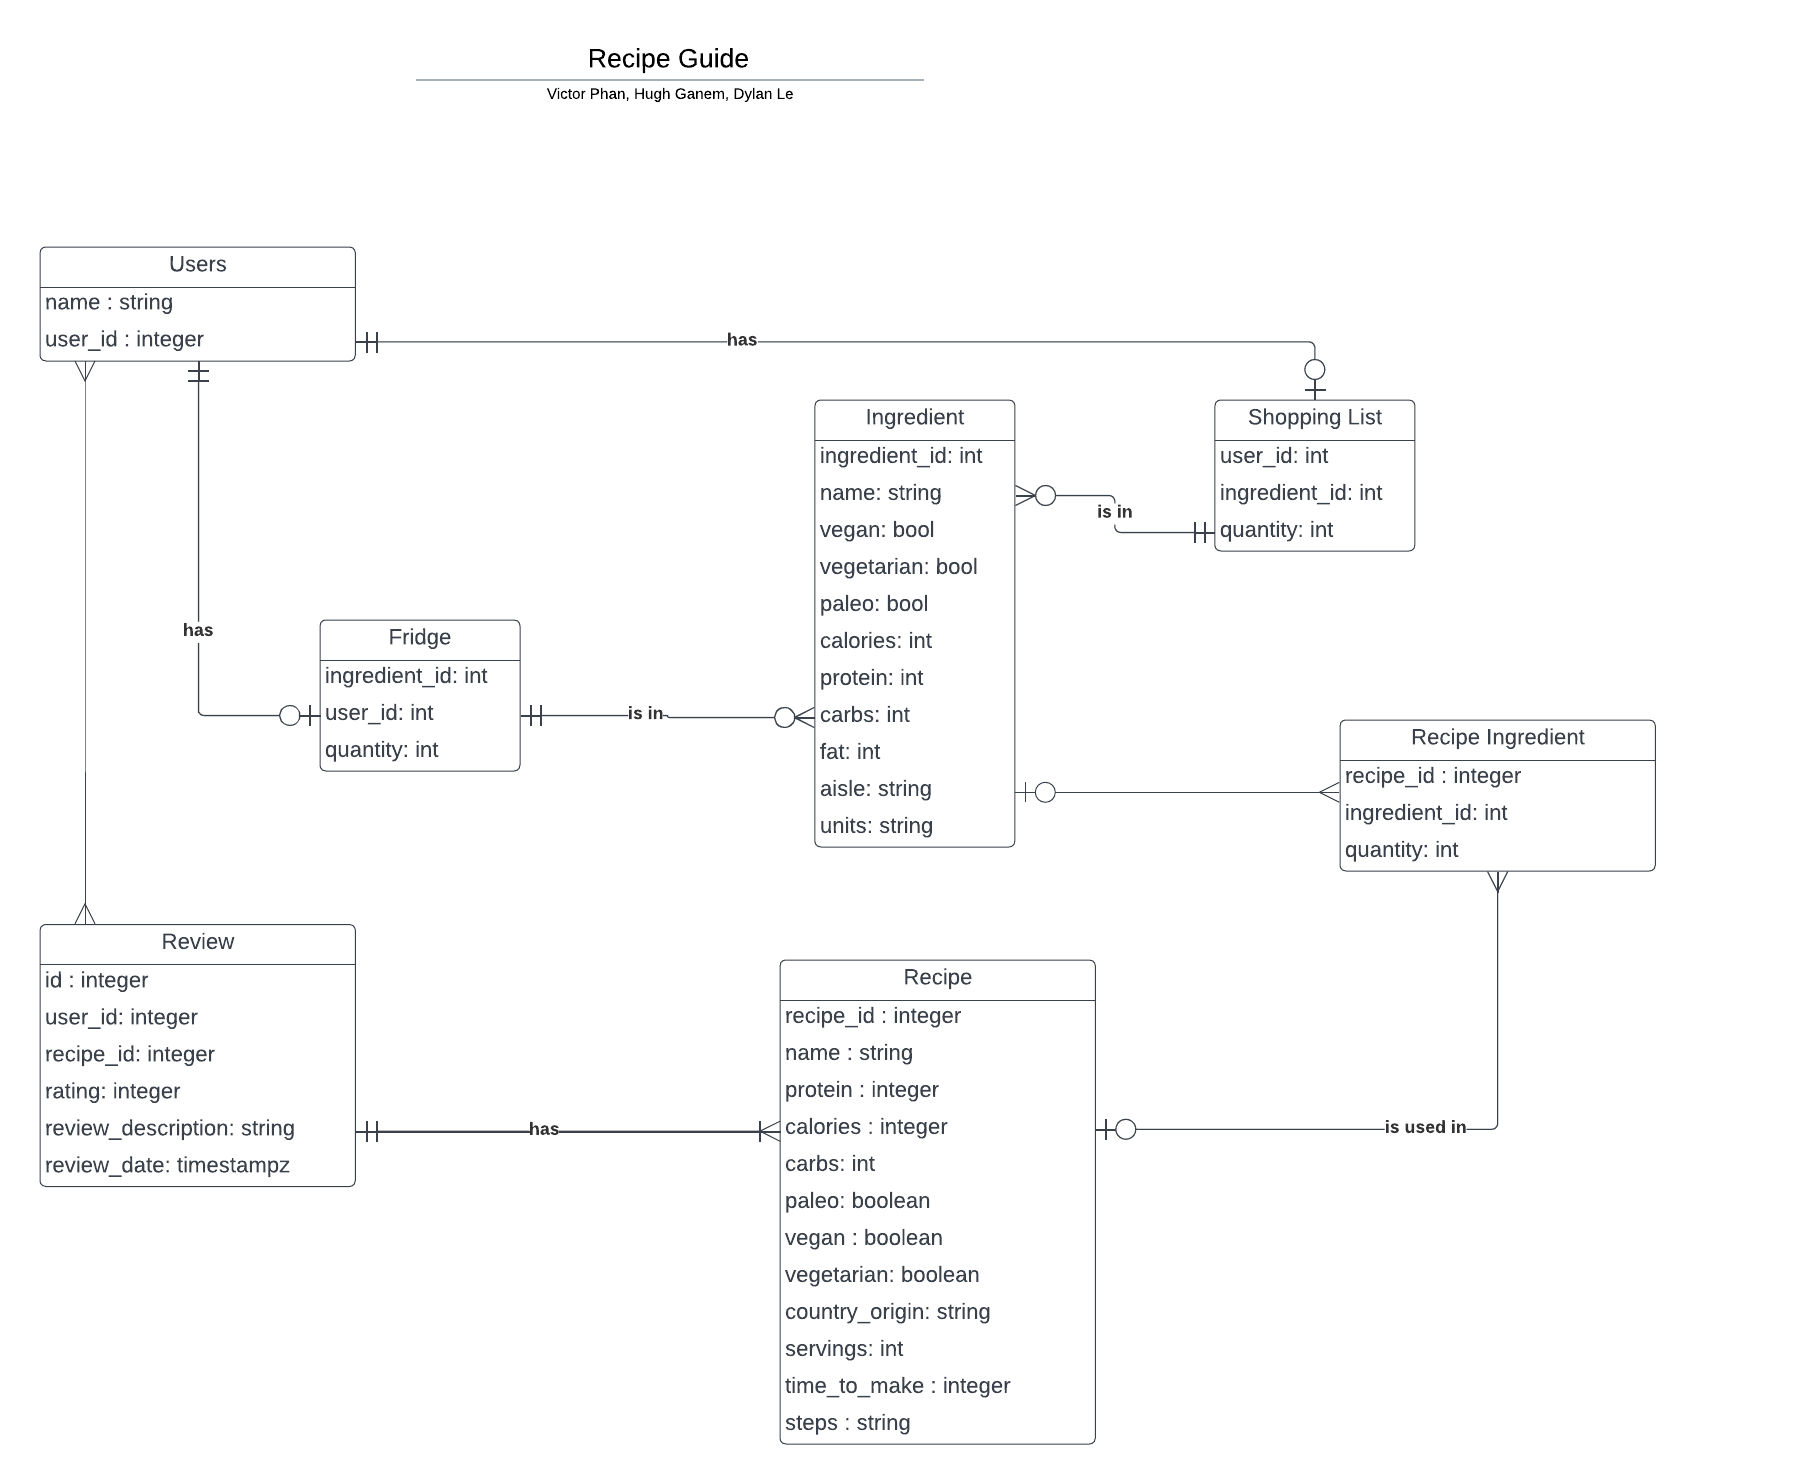 Recipe Guide
Victor Phan, Hugh Ganem, Dylan Le
Users
name : string
user_id : integer
has
Ingredient
ingredient_id: int
name: string
vegan: bool
vegetarian: bool
paleo: bool
calories: int
protein: int
carbs: int
fat: int
aisle: string
units: string
Shopping List
user_id: int
ingredient_id: int
quantity: int
is in
has
Fridge
ingredient_id: int
user_id: int
quantity: int
is in
Recipe Ingredient
recipe_id : integer
ingredient_id: int
quantity: int
Review
id : integer
user_id: integer
recipe_id: integer
rating: integer
review_description: string
review_date: timestampz
has
Recipe
recipe_id : integer
name : string
protein : integer
calories : integer
carbs: int
paleo: boolean
vegan : boolean
vegetarian: boolean
country_origin: string
servings: int
time_to_make : integer
steps : string
is used in